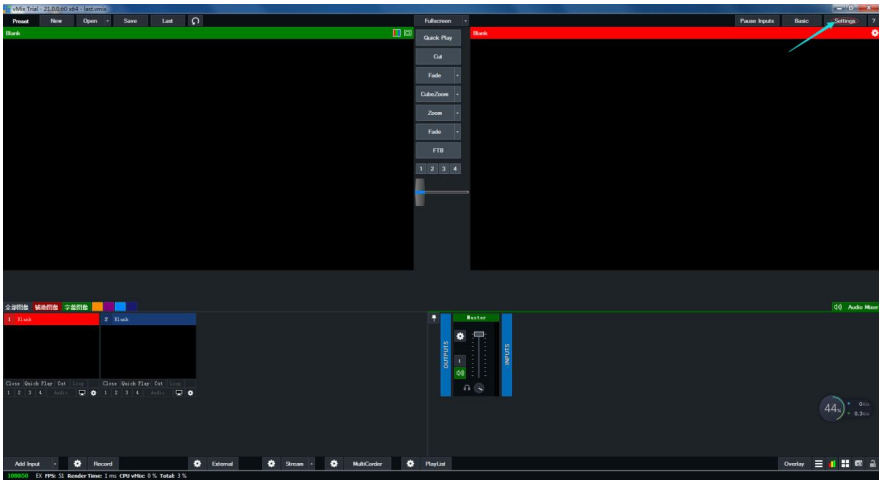 vMix Trial - 21.0.0.60 x64 - last.vmix
Preset New Open Save Last Fullscreen Pause Inputs Basic Settings ?
Blank
Blank
Quick Play
Cut
Fade
CubeZoom
Zoom
Fade
FTB
1 2 3 4
全部图像 辅助图像 字幕图像
Audio Mixer
1 Blank
2 Blank
Master
OUTPUTS
INPUTS
1
Close Quick Play Cut Loop
Close Quick Play Cut Loop
1 2 3 4 Audio
1 2 3 4 Audio
44%
Add Input Record External Stream MultiCorder PlayList Overlay
1080p50 EX FPS: 51 Render Time: 1 ms CPU vMix: 0 % Total: 3 %